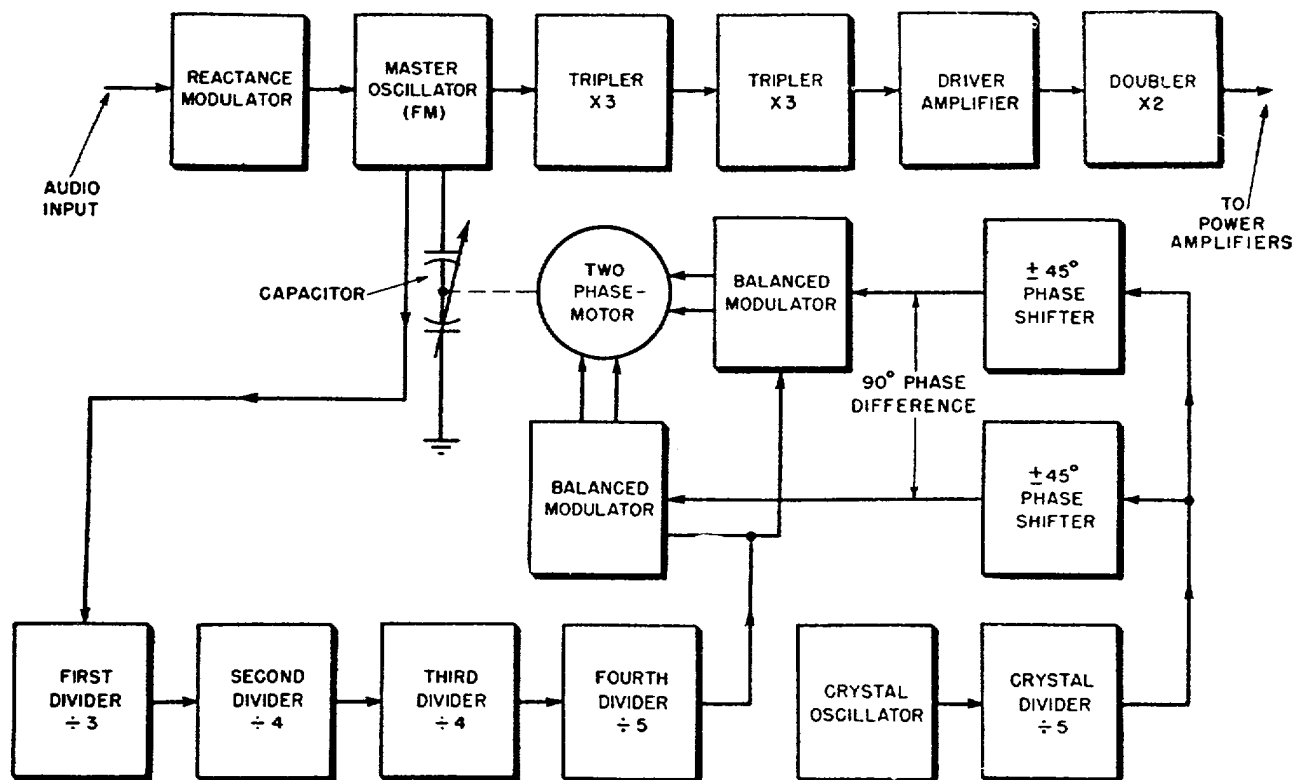 REACTANCE
MODULATOR
MASTER
OSCILLATOR
(FM)
TRIPLER
X3
TRIPLER
X3
DRIVER
AMPLIFIER
DOUBLER
X2
AUDIO
INPUT
TO
POWER
AMPLIFIERS
CAPACITOR
TWO
PHASE-
MOTOR
BALANCED
MODULATOR
± 45°
PHASE
SHIFTER
90° PHASE
DIFFERENCE
BALANCED
MODULATOR
± 45°
PHASE
SHIFTER
FIRST
DIVIDER
÷ 3
SECOND
DIVIDER
÷ 4
THIRD
DIVIDER
÷ 4
FOURTH
DIVIDER
÷ 5
CRYSTAL
OSCILLATOR
CRYSTAL
DIVIDER
÷ 5